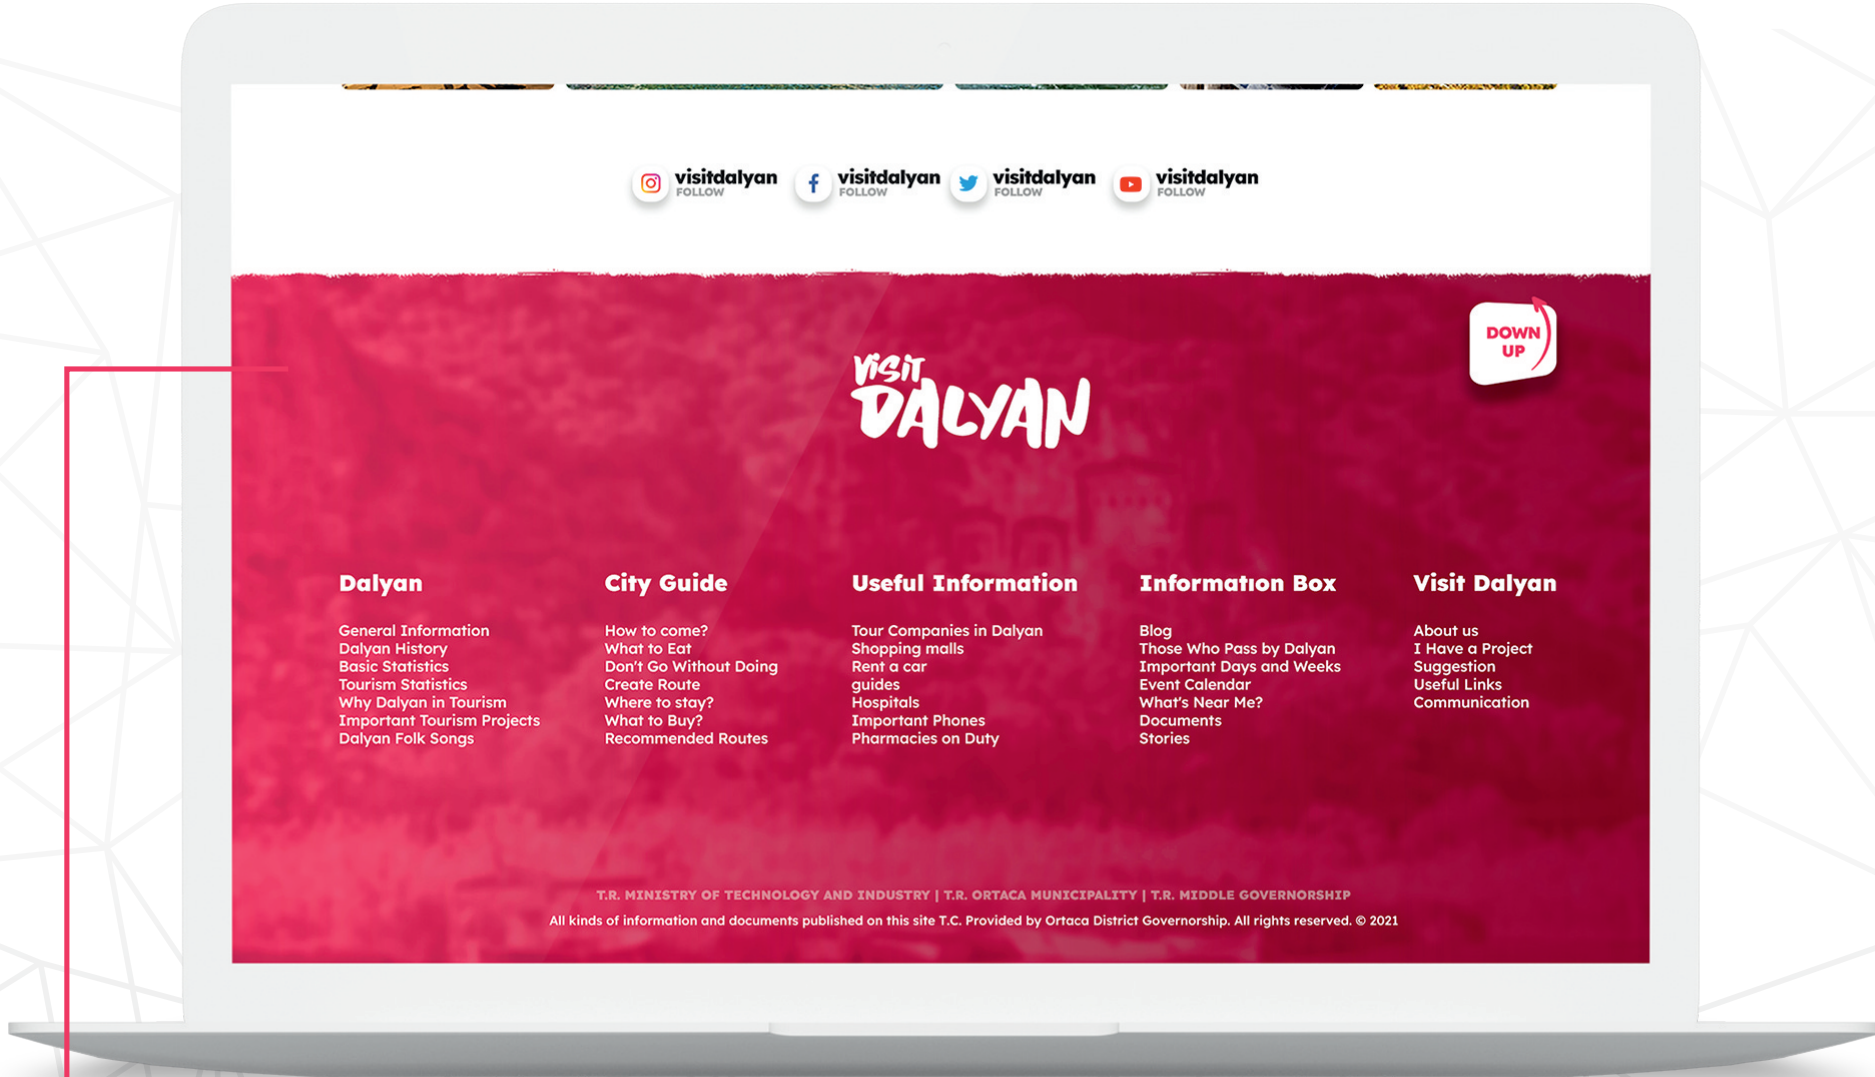 visitdalyan
FOLLOW
visitdalyan
FOLLOW
visitdalyan
FOLLOW
visitdalyan
FOLLOW
DOWN
UP
VISIT
DALYAN
Dalyan
General Information
Dalyan History
Basic Statistics
Tourism Statistics
Why Dalyan in Tourism
Important Tourism Projects
Dalyan Folk Songs
City Guide
How to come?
What to Eat
Don't Go Without Doing
Create Route
Where to stay?
What to Buy?
Recommended Routes
Useful Information
Tour Companies in Dalyan
Shopping malls
Rent a car
guides
Hospitals
Important Phones
Pharmacies on Duty
Informatıon Box
Blog
Those Who Pass by Dalyan
Important Days and Weeks
Event Calendar
What's Near Me?
Documents
Stories
Visit Dalyan
About us
I Have a Project
Suggestion
Useful Links
Communication
T.R. MINISTRY OF TECHNOLOGY AND INDUSTRY | T.R. ORTACA MUNICIPALITY | T.R. MIDDLE GOVERNORSHIP
All kinds of information and documents published on this site T.C. Provided by Ortaca District Governorship. All rights reserved. © 2021